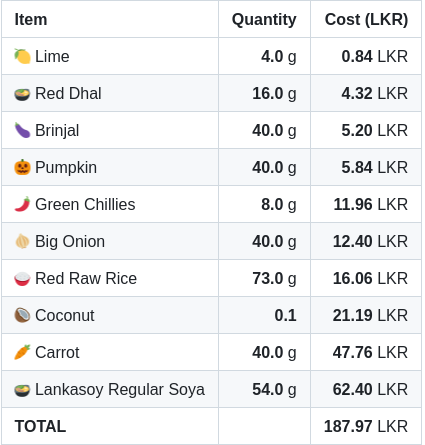 Item Quantity Cost (LKR)
Lime 4.0 g 0.84 LKR
Red Dhal 16.0 g 4.32 LKR
Brinjal 40.0 g 5.20 LKR
Pumpkin 40.0 g 5.84 LKR
Green Chillies 8.0 g 11.96 LKR
Big Onion 40.0 g 12.40 LKR
Red Raw Rice 73.0 g 16.06 LKR
Coconut 0.1 21.19 LKR
Carrot 40.0 g 47.76 LKR
Lankasoy Regular Soya 54.0 g 62.40 LKR
TOTAL 187.97 LKR